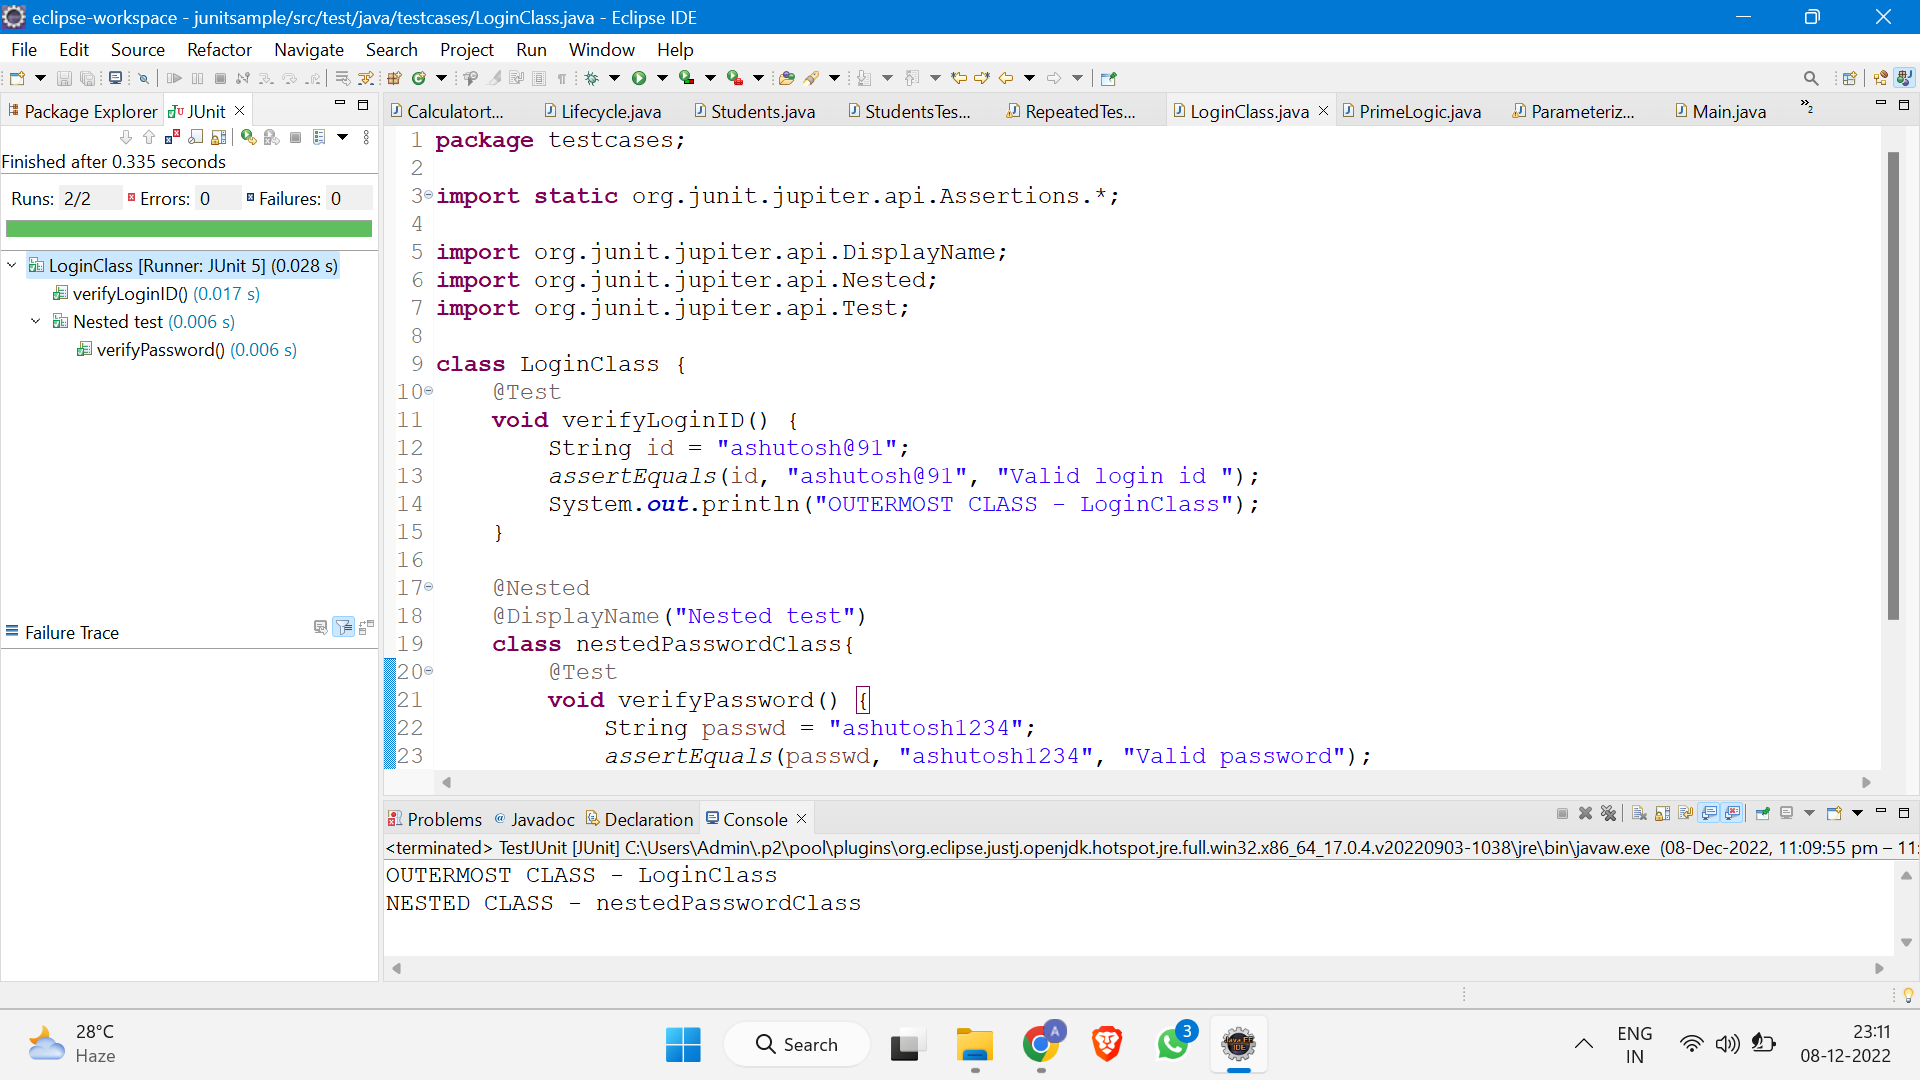 eclipse-workspace - junitsample/src/test/java/testcases/LoginClass.java - Eclipse IDE
File Edit Source Refactor Navigate Search Project Run Window Help
Package Explorer JUnit
Finished after 0.335 seconds
Runs: 2/2 Errors: 0 Failures: 0
LoginClass [Runner: JUnit 5] (0.028 s)
verifyLoginID() (0.017 s)
Nested test (0.006 s)
verifyPassword() (0.006 s)
Failure Trace
Calculatort... Lifecycle.java Students.java StudentsTes... RepeatedTes... LoginClass.java PrimeLogic.java Parameteriz... Main.java »2
1 package testcases;
2
3 import static org.junit.jupiter.api.Assertions.*;
4
5 import org.junit.jupiter.api.DisplayName;
6 import org.junit.jupiter.api.Nested;
7 import org.junit.jupiter.api.Test;
8
9 class LoginClass {
10 @Test
11 void verifyLoginID() {
12 String id = "ashutosh@91";
13 assertEquals(id, "ashutosh@91", "Valid login id ");
14 System.out.println("OUTERMOST CLASS - LoginClass");
15 }
16
17 @Nested
18 @DisplayName("Nested test")
19 class nestedPasswordClass{
20 @Test
21 void verifyPassword() {
22 String passwd = "ashutosh1234";
23 assertEquals(passwd, "ashutosh1234", "Valid password");
Problems Javadoc Declaration Console
<terminated> TestJUnit [JUnit] C:\Users\Admin\.p2\pool\plugins\org.eclipse.justj.openjdk.hotspot.jre.full.win32.x86_64_17.0.4.v20220903-1038\jre\bin\javaw.exe (08-Dec-2022, 11:09:55 pm – 11:
OUTERMOST CLASS - LoginClass
NESTED CLASS - nestedPasswordClass
28°C
Haze
Search
A
3
Java EE
IDE
ENG
IN
23:11
08-12-2022